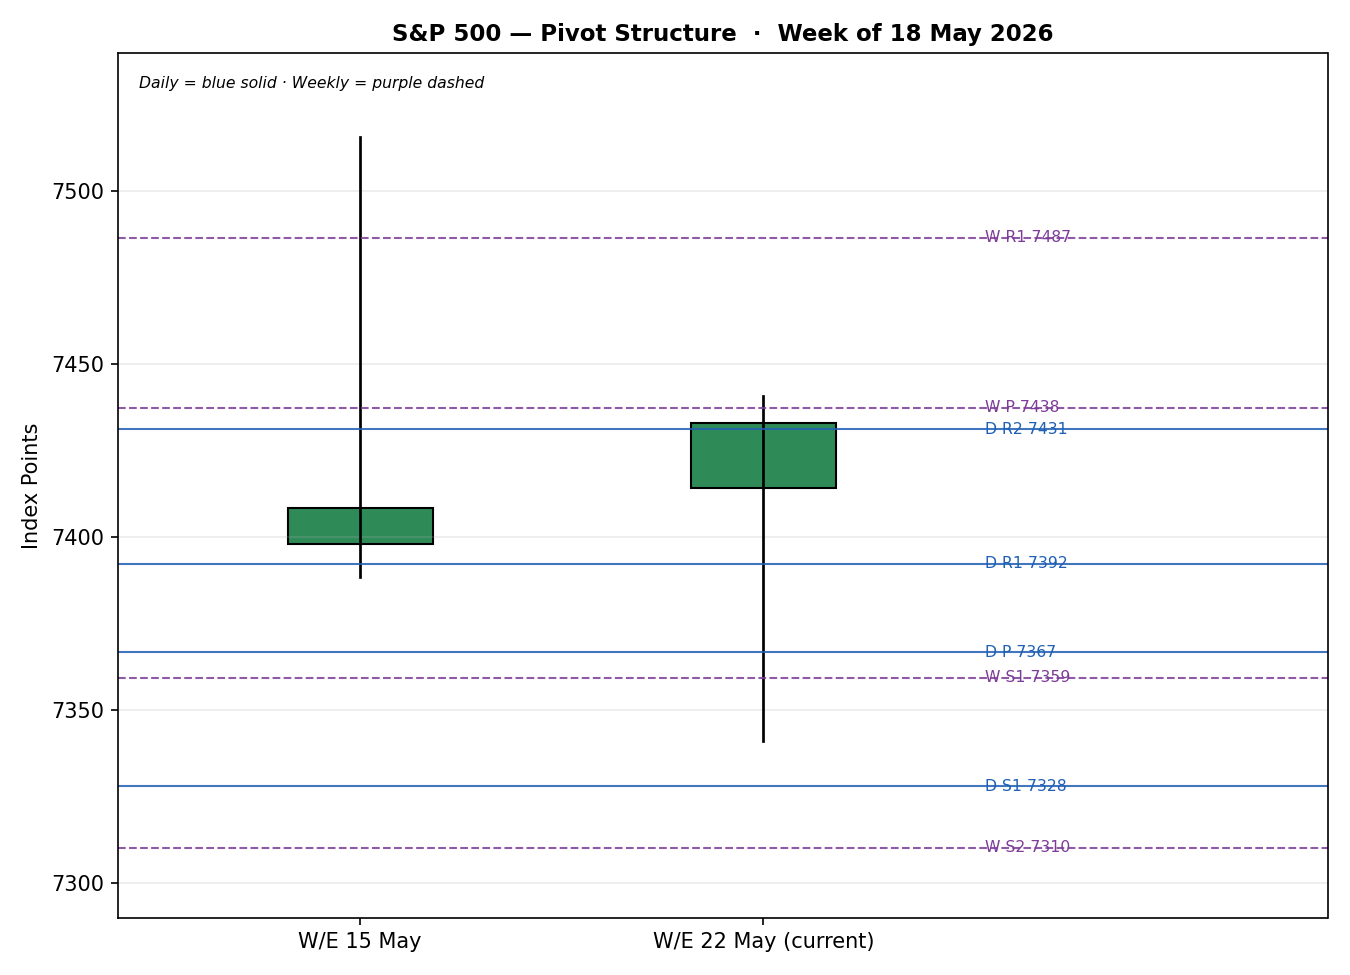 S&P 500 — Pivot Structure · Week of 18 May 2026
Daily = blue solid · Weekly = purple dashed
Index Points
7500
7450
7400
7350
7300
W R1 7487
W P 7438
D R2 7431
D R1 7392
D P 7367
W S1 7359
D S1 7328
W S2 7310
W/E 15 May
W/E 22 May (current)